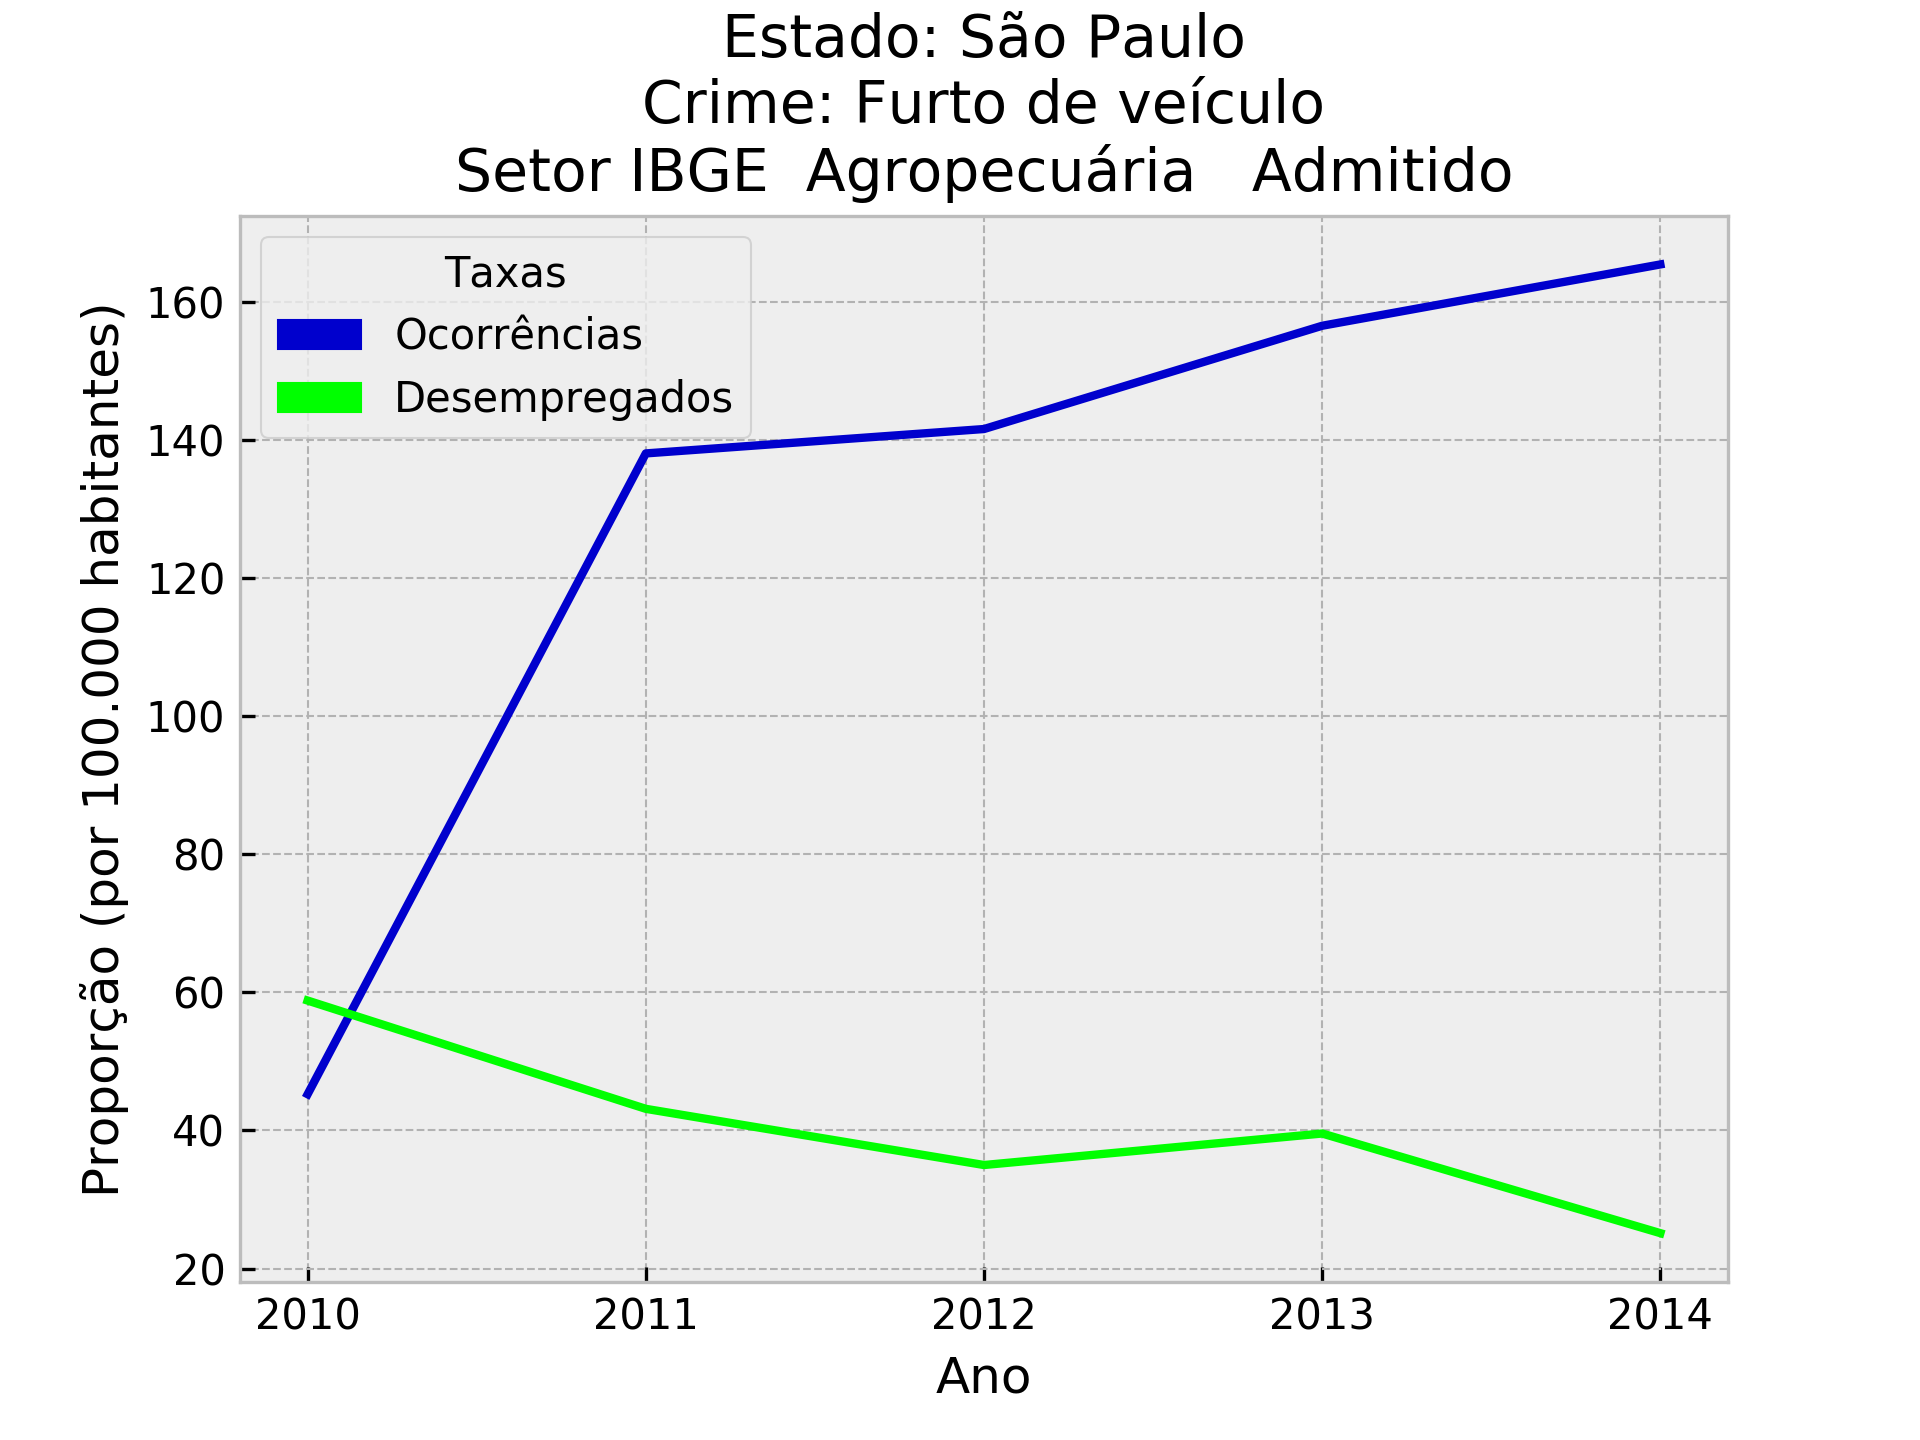 Estado: São Paulo
Crime: Furto de veículo
Setor IBGE  Agropecuária   Admitido
Proporção (por 100.000 habitantes)
160
140
120
100
80
60
40
20
Taxas
Ocorrências
Desempregados
2010 2011 2012 2013 2014
Ano